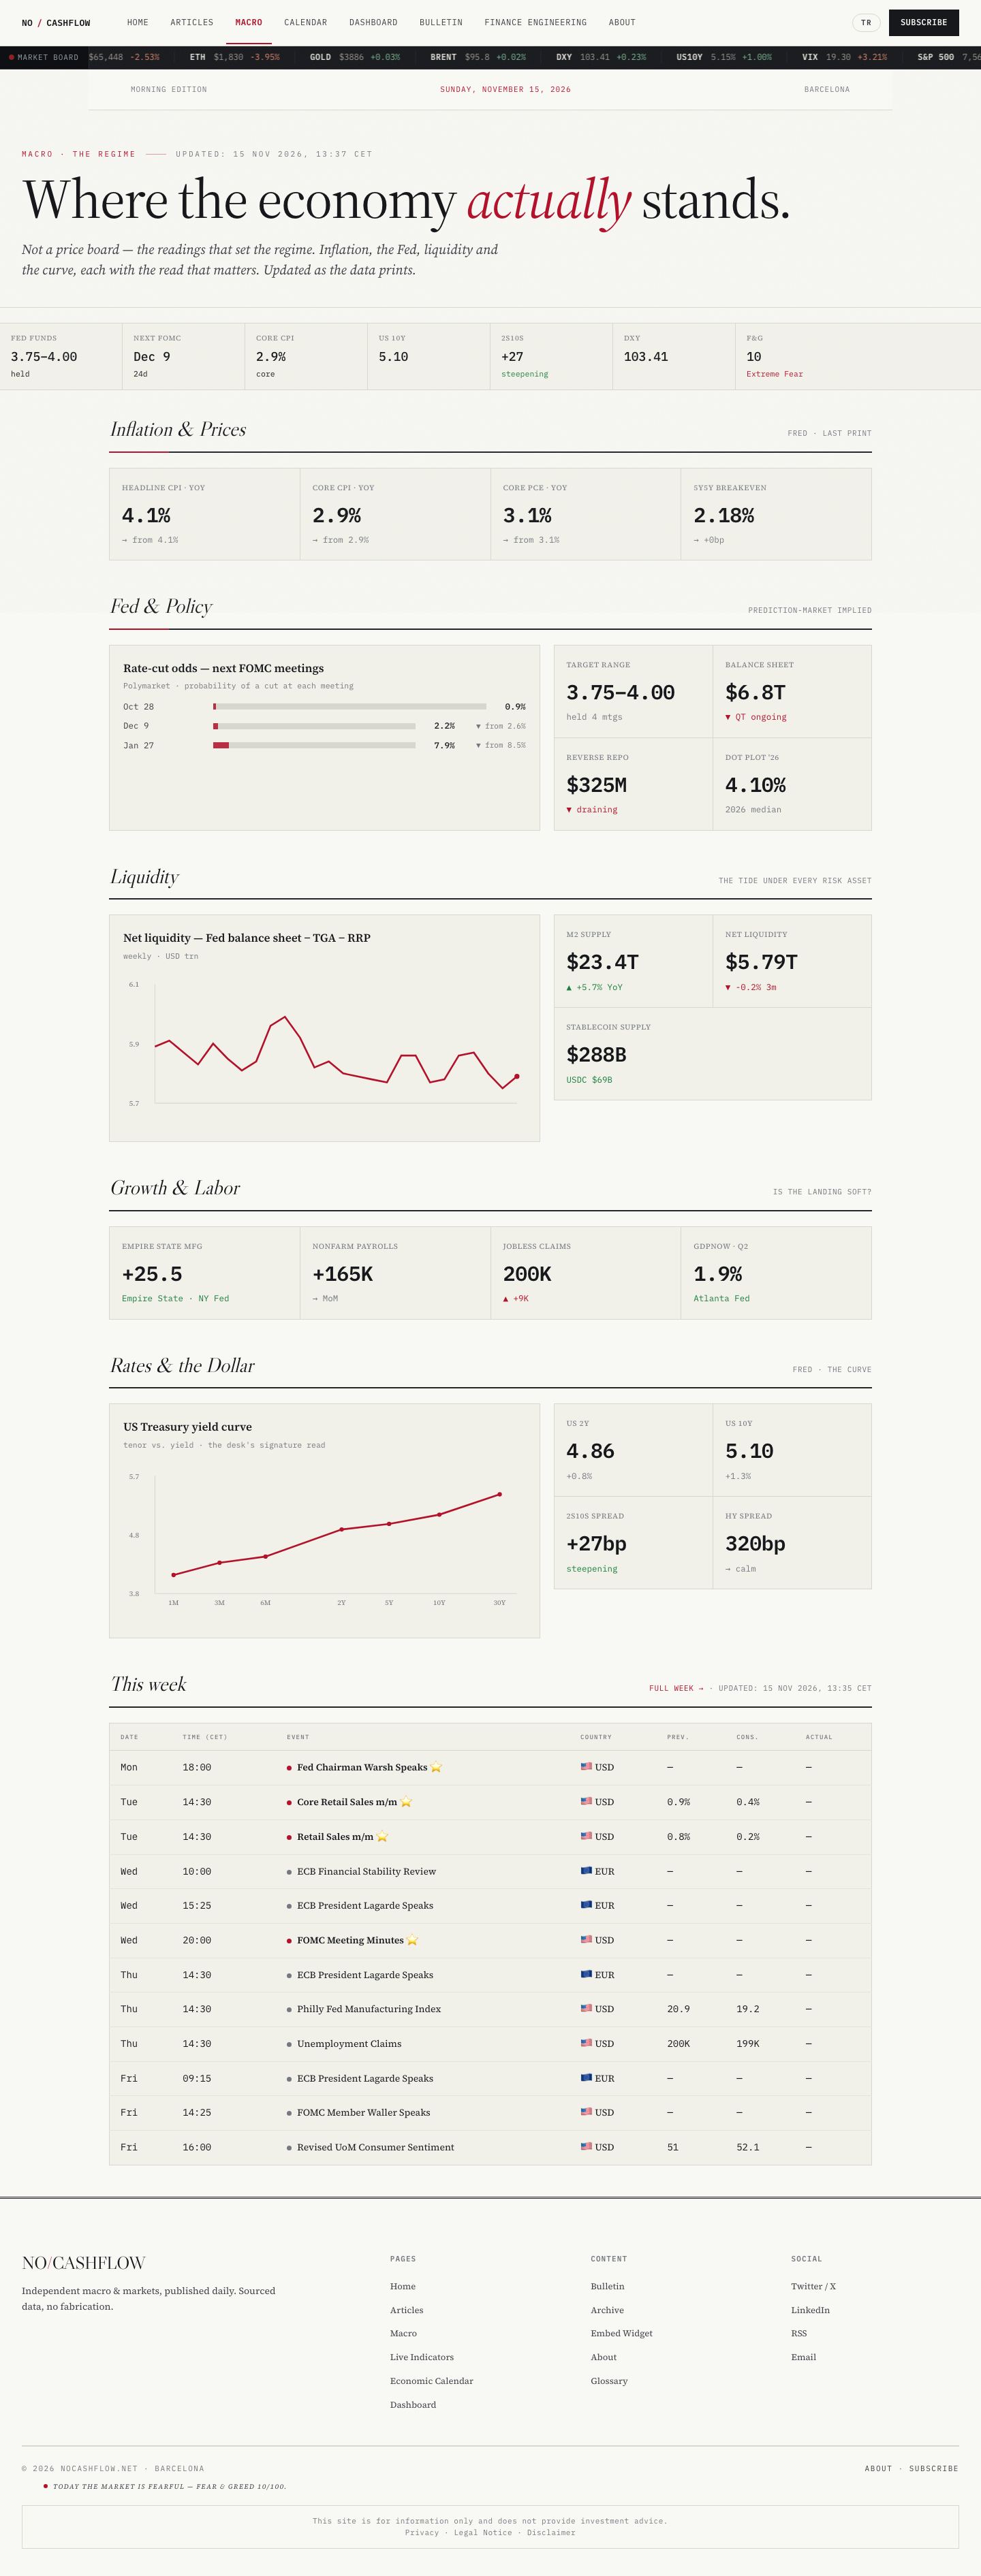 NO / CASHFLOW
HOME ARTICLES MACRO CALENDAR DASHBOARD BULLETIN FINANCE ENGINEERING ABOUT
TR SUBSCRIBE
MARKET BOARD $65,448 -2.53% ETH $1,830 -3.95% GOLD $3886 +0.03% BRENT $95.8 +0.02% DXY 103.41 +0.23% US10Y 5.15% +1.00% VIX 19.30 +3.21% S&P 500
MORNING EDITION SUNDAY, NOVEMBER 15, 2026 BARCELONA
MACRO · THE REGIME UPDATED: 15 NOV 2026, 13:37 CET
Where the economy actually stands.
Not a price board — the readings that set the regime. Inflation, the Fed, liquidity and
the curve, each with the read that matters. Updated as the data prints.
FED FUNDS NEXT FOMC CORE CPI US 10Y 2S10S DXY F&G
3.75–4.00 Dec 9 2.9% 5.10 +27 103.41 10
held 24d core steepening Extreme Fear
Inflation & Prices FRED · LAST PRINT
HEADLINE CPI · YOY CORE CPI · YOY CORE PCE · YOY 5Y5Y BREAKEVEN
4.1% 2.9% 3.1% 2.18%
→ from 4.1% → from 2.9% → from 3.1% → +0bp
Fed & Policy PREDICTION-MARKET IMPLIED
Rate-cut odds — next FOMC meetings
Polymarket · probability of a cut at each meeting
Oct 28 0.9%
Dec 9 2.2% ▼ from 2.6%
Jan 27 7.9% ▼ from 8.5%
TARGET RANGE BALANCE SHEET
3.75–4.00 $6.8T
held 4 mtgs ▼ QT ongoing
REVERSE REPO DOT PLOT '26
$325M 4.10%
▼ draining 2026 median
Liquidity THE TIDE UNDER EVERY RISK ASSET
Net liquidity — Fed balance sheet − TGA − RRP
weekly · USD trn
6.1
5.9
5.7
M2 SUPPLY NET LIQUIDITY
$23.4T $5.79T
▲ +5.7% YoY ▼ -0.2% 3m
STABLECOIN SUPPLY
$288B
USDC $69B
Growth & Labor IS THE LANDING SOFT?
EMPIRE STATE MFG NONFARM PAYROLLS JOBLESS CLAIMS GDPNOW · Q2
+25.5 +165K 200K 1.9%
Empire State · NY Fed → MoM ▲ +9K Atlanta Fed
Rates & the Dollar FRED · THE CURVE
US Treasury yield curve
tenor vs. yield · the desk's signature read
5.7
4.8
3.8
1M 3M 6M 2Y 5Y 10Y 30Y
US 2Y US 10Y
4.86 5.10
+0.8% +1.3%
2S10S SPREAD HY SPREAD
+27bp 320bp
steepening → calm
This week FULL WEEK → · UPDATED: 15 NOV 2026, 13:35 CET
DATE TIME (CET) EVENT COUNTRY PREV. CONS. ACTUAL
Mon 18:00 Fed Chairman Warsh Speaks ⭐ 🇺🇸 USD — — —
Tue 14:30 Core Retail Sales m/m ⭐ 🇺🇸 USD 0.9% 0.4% —
Tue 14:30 Retail Sales m/m ⭐ 🇺🇸 USD 0.8% 0.2% —
Wed 10:00 ECB Financial Stability Review 🇪🇺 EUR — — —
Wed 15:25 ECB President Lagarde Speaks 🇪🇺 EUR — — —
Wed 20:00 FOMC Meeting Minutes ⭐ 🇺🇸 USD — — —
Thu 14:30 ECB President Lagarde Speaks 🇪🇺 EUR — — —
Thu 14:30 Philly Fed Manufacturing Index 🇺🇸 USD 20.9 19.2 —
Thu 14:30 Unemployment Claims 🇺🇸 USD 200K 199K —
Fri 09:15 ECB President Lagarde Speaks 🇪🇺 EUR — — —
Fri 14:25 FOMC Member Waller Speaks 🇺🇸 USD — — —
Fri 16:00 Revised UoM Consumer Sentiment 🇺🇸 USD 51 52.1 —
NO/CASHFLOW
Independent macro & markets, published daily. Sourced
data, no fabrication.
PAGES
Home
Articles
Macro
Live Indicators
Economic Calendar
Dashboard
CONTENT
Bulletin
Archive
Embed Widget
About
Glossary
SOCIAL
Twitter / X
LinkedIn
RSS
Email
© 2026 NOCASHFLOW.NET · BARCELONA ABOUT · SUBSCRIBE
TODAY THE MARKET IS FEARFUL — FEAR & GREED 10/100.
This site is for information only and does not provide investment advice.
Privacy · Legal Notice · Disclaimer